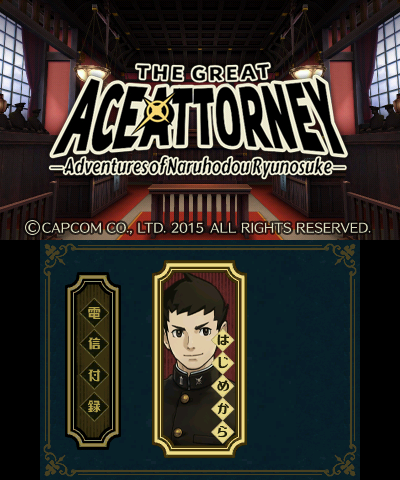 THE GREAT
ACE ATTORNEY
–Adventures of Naruhodou Ryunosuke–
©CAPCOM CO., LTD. 2015 ALL RIGHTS RESERVED.
はじめから
電信付録